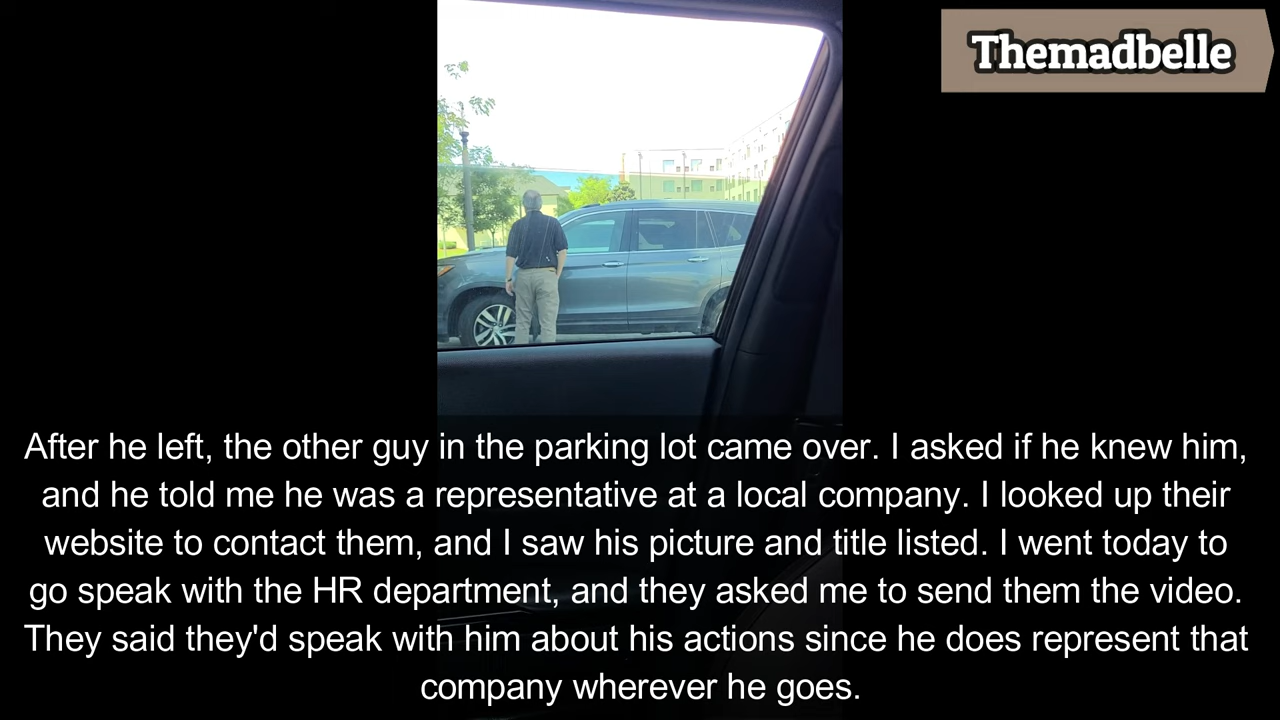 Themadbelle
After he left, the other guy in the parking lot came over. I asked if he knew him,
and he told me he was a representative at a local company. I looked up their
website to contact them, and I saw his picture and title listed. I went today to
go speak with the HR department, and they asked me to send them the video.
They said they'd speak with him about his actions since he does represent that
company wherever he goes.